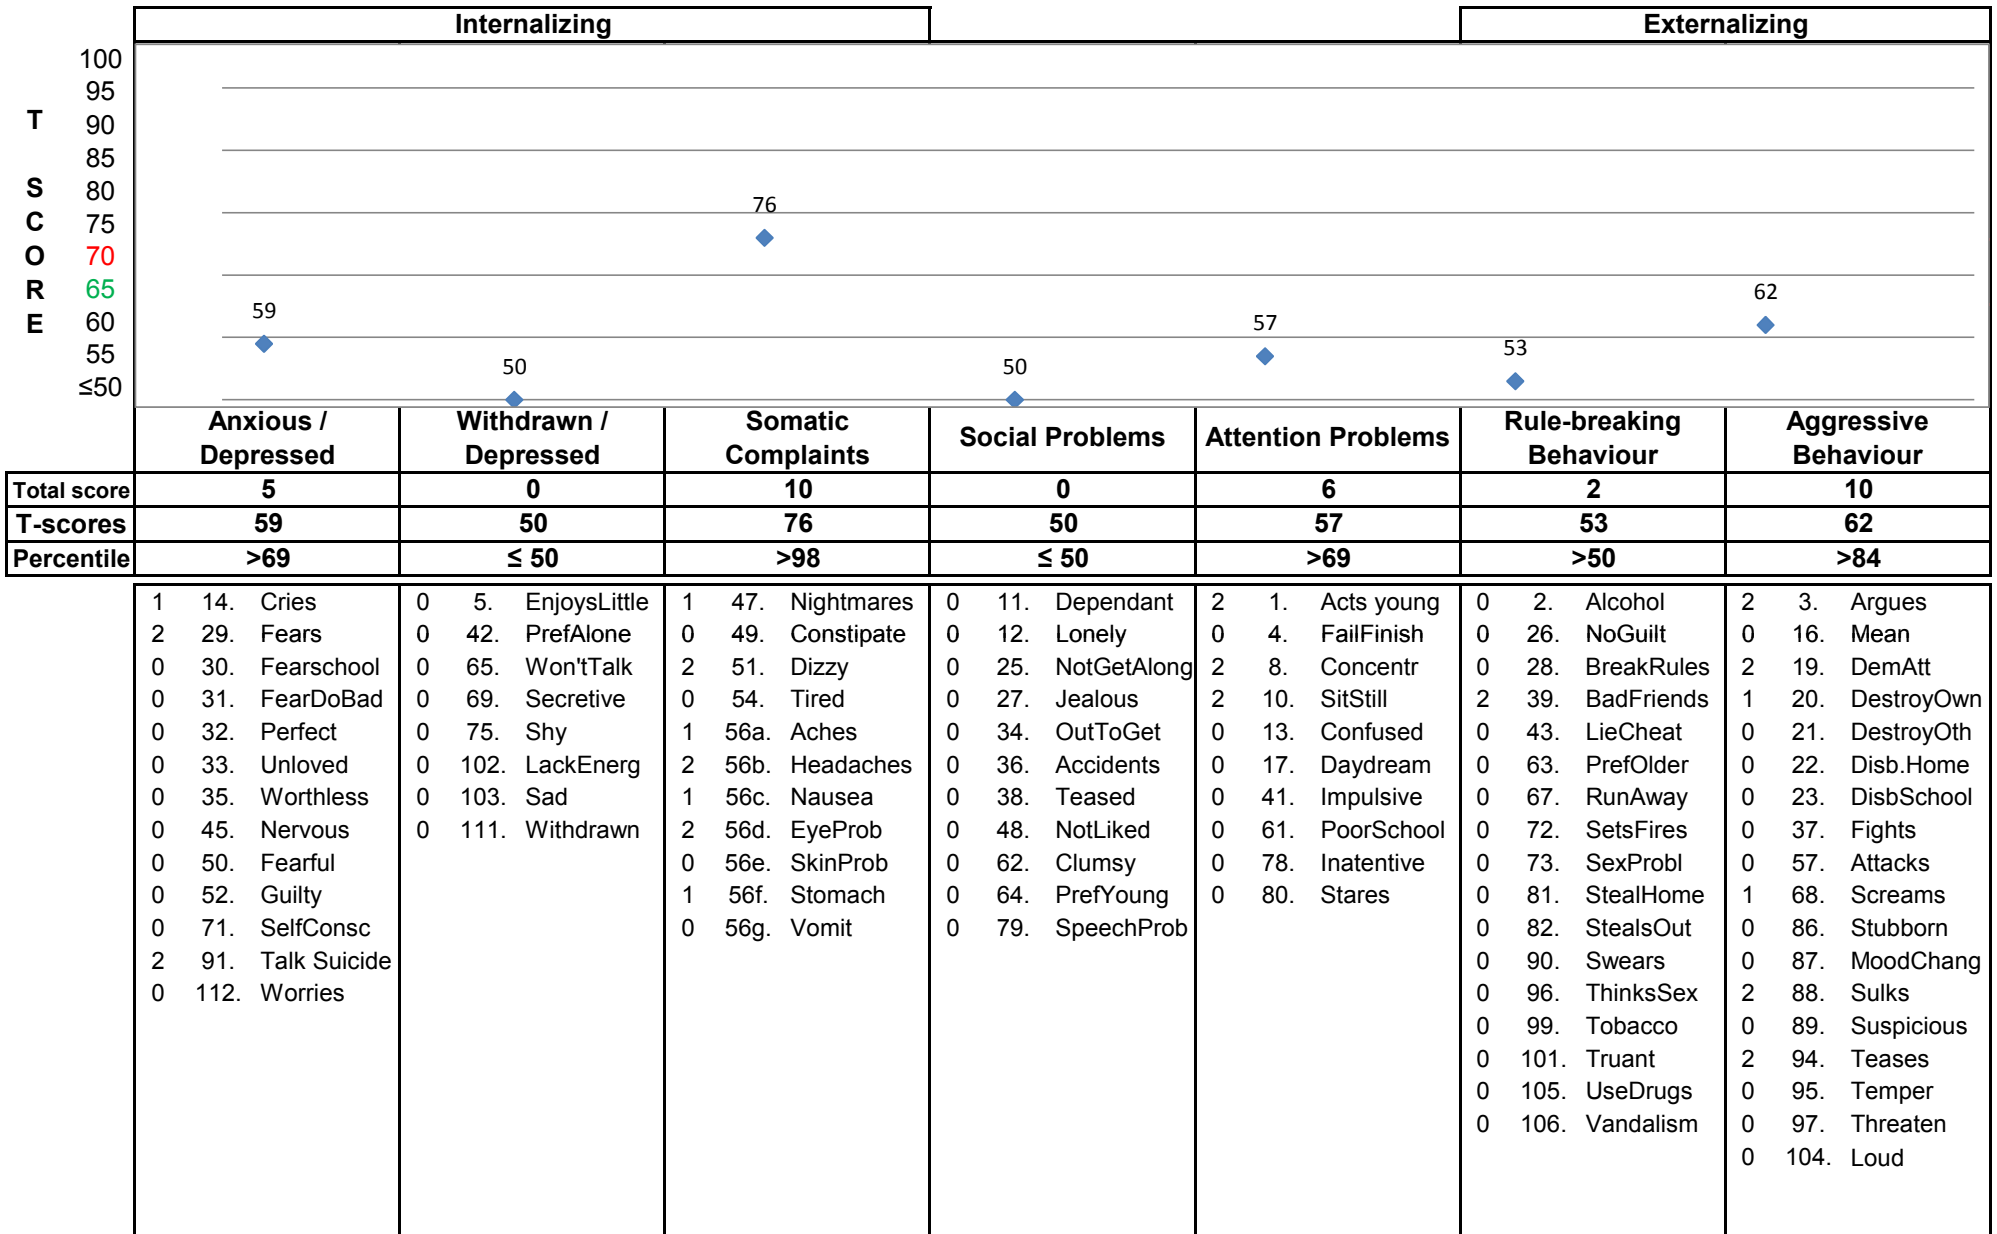 Internalizing Externalizing
100
95
T 90
85
S 80
C 75 76
O 70
R 65 62
E 60 59 57
55 50 50 53
≤50
Anxious / Depressed Withdrawn / Depressed Somatic Complaints Social Problems Attention Problems Rule-breaking Behaviour Aggressive Behaviour
Total score 5 0 10 0 6 2 10
T-scores 59 50 76 50 57 53 62
Percentile >69 ≤ 50 >98 ≤ 50 >69 >50 >84
1 14. Cries 0 5. EnjoysLittle 1 47. Nightmares 0 11. Dependant 2 1. Acts young 0 2. Alcohol 2 3. Argues
2 29. Fears 0 42. PrefAlone 0 49. Constipate 0 12. Lonely 0 4. FailFinish 0 26. NoGuilt 0 16. Mean
0 30. Fearschool 0 65. Won'tTalk 2 51. Dizzy 0 25. NotGetAlong 2 8. Concentr 0 28. BreakRules 2 19. DemAtt
0 31. FearDoBad 0 69. Secretive 0 54. Tired 0 27. Jealous 2 10. SitStill 2 39. BadFriends 1 20. DestroyOwn
0 32. Perfect 0 75. Shy 1 56a. Aches 0 34. OutToGet 0 13. Confused 0 43. LieCheat 0 21. DestroyOth
0 33. Unloved 0 102. LackEnerg 2 56b. Headaches 0 36. Accidents 0 17. Daydream 0 63. PrefOlder 0 22. Disb.Home
0 35. Worthless 0 103. Sad 1 56c. Nausea 0 38. Teased 0 41. Impulsive 0 67. RunAway 0 23. DisbSchool
0 45. Nervous 0 111. Withdrawn 2 56d. EyeProb 0 48. NotLiked 0 61. PoorSchool 0 72. SetsFires 0 37. Fights
0 50. Fearful 0 56e. SkinProb 0 62. Clumsy 0 78. Inatentive 0 73. SexProbl 0 57. Attacks
0 52. Guilty 1 56f. Stomach 0 64. PrefYoung 0 80. Stares 0 81. StealHome 1 68. Screams
0 71. SelfConsc 0 56g. Vomit 0 79. SpeechProb 0 82. StealsOut 0 86. Stubborn
2 91. Talk Suicide 0 90. Swears 0 87. MoodChang
0 112. Worries 0 96. ThinksSex 2 88. Sulks
0 99. Tobacco 0 89. Suspicious
0 101. Truant 2 94. Teases
0 105. UseDrugs 0 95. Temper
0 106. Vandalism 0 97. Threaten
0 104. Loud